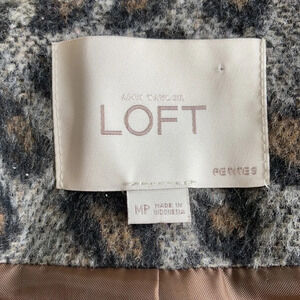 ANN TAYLOR
LOFT
PETITES
MP
MADE IN
INDONESIA